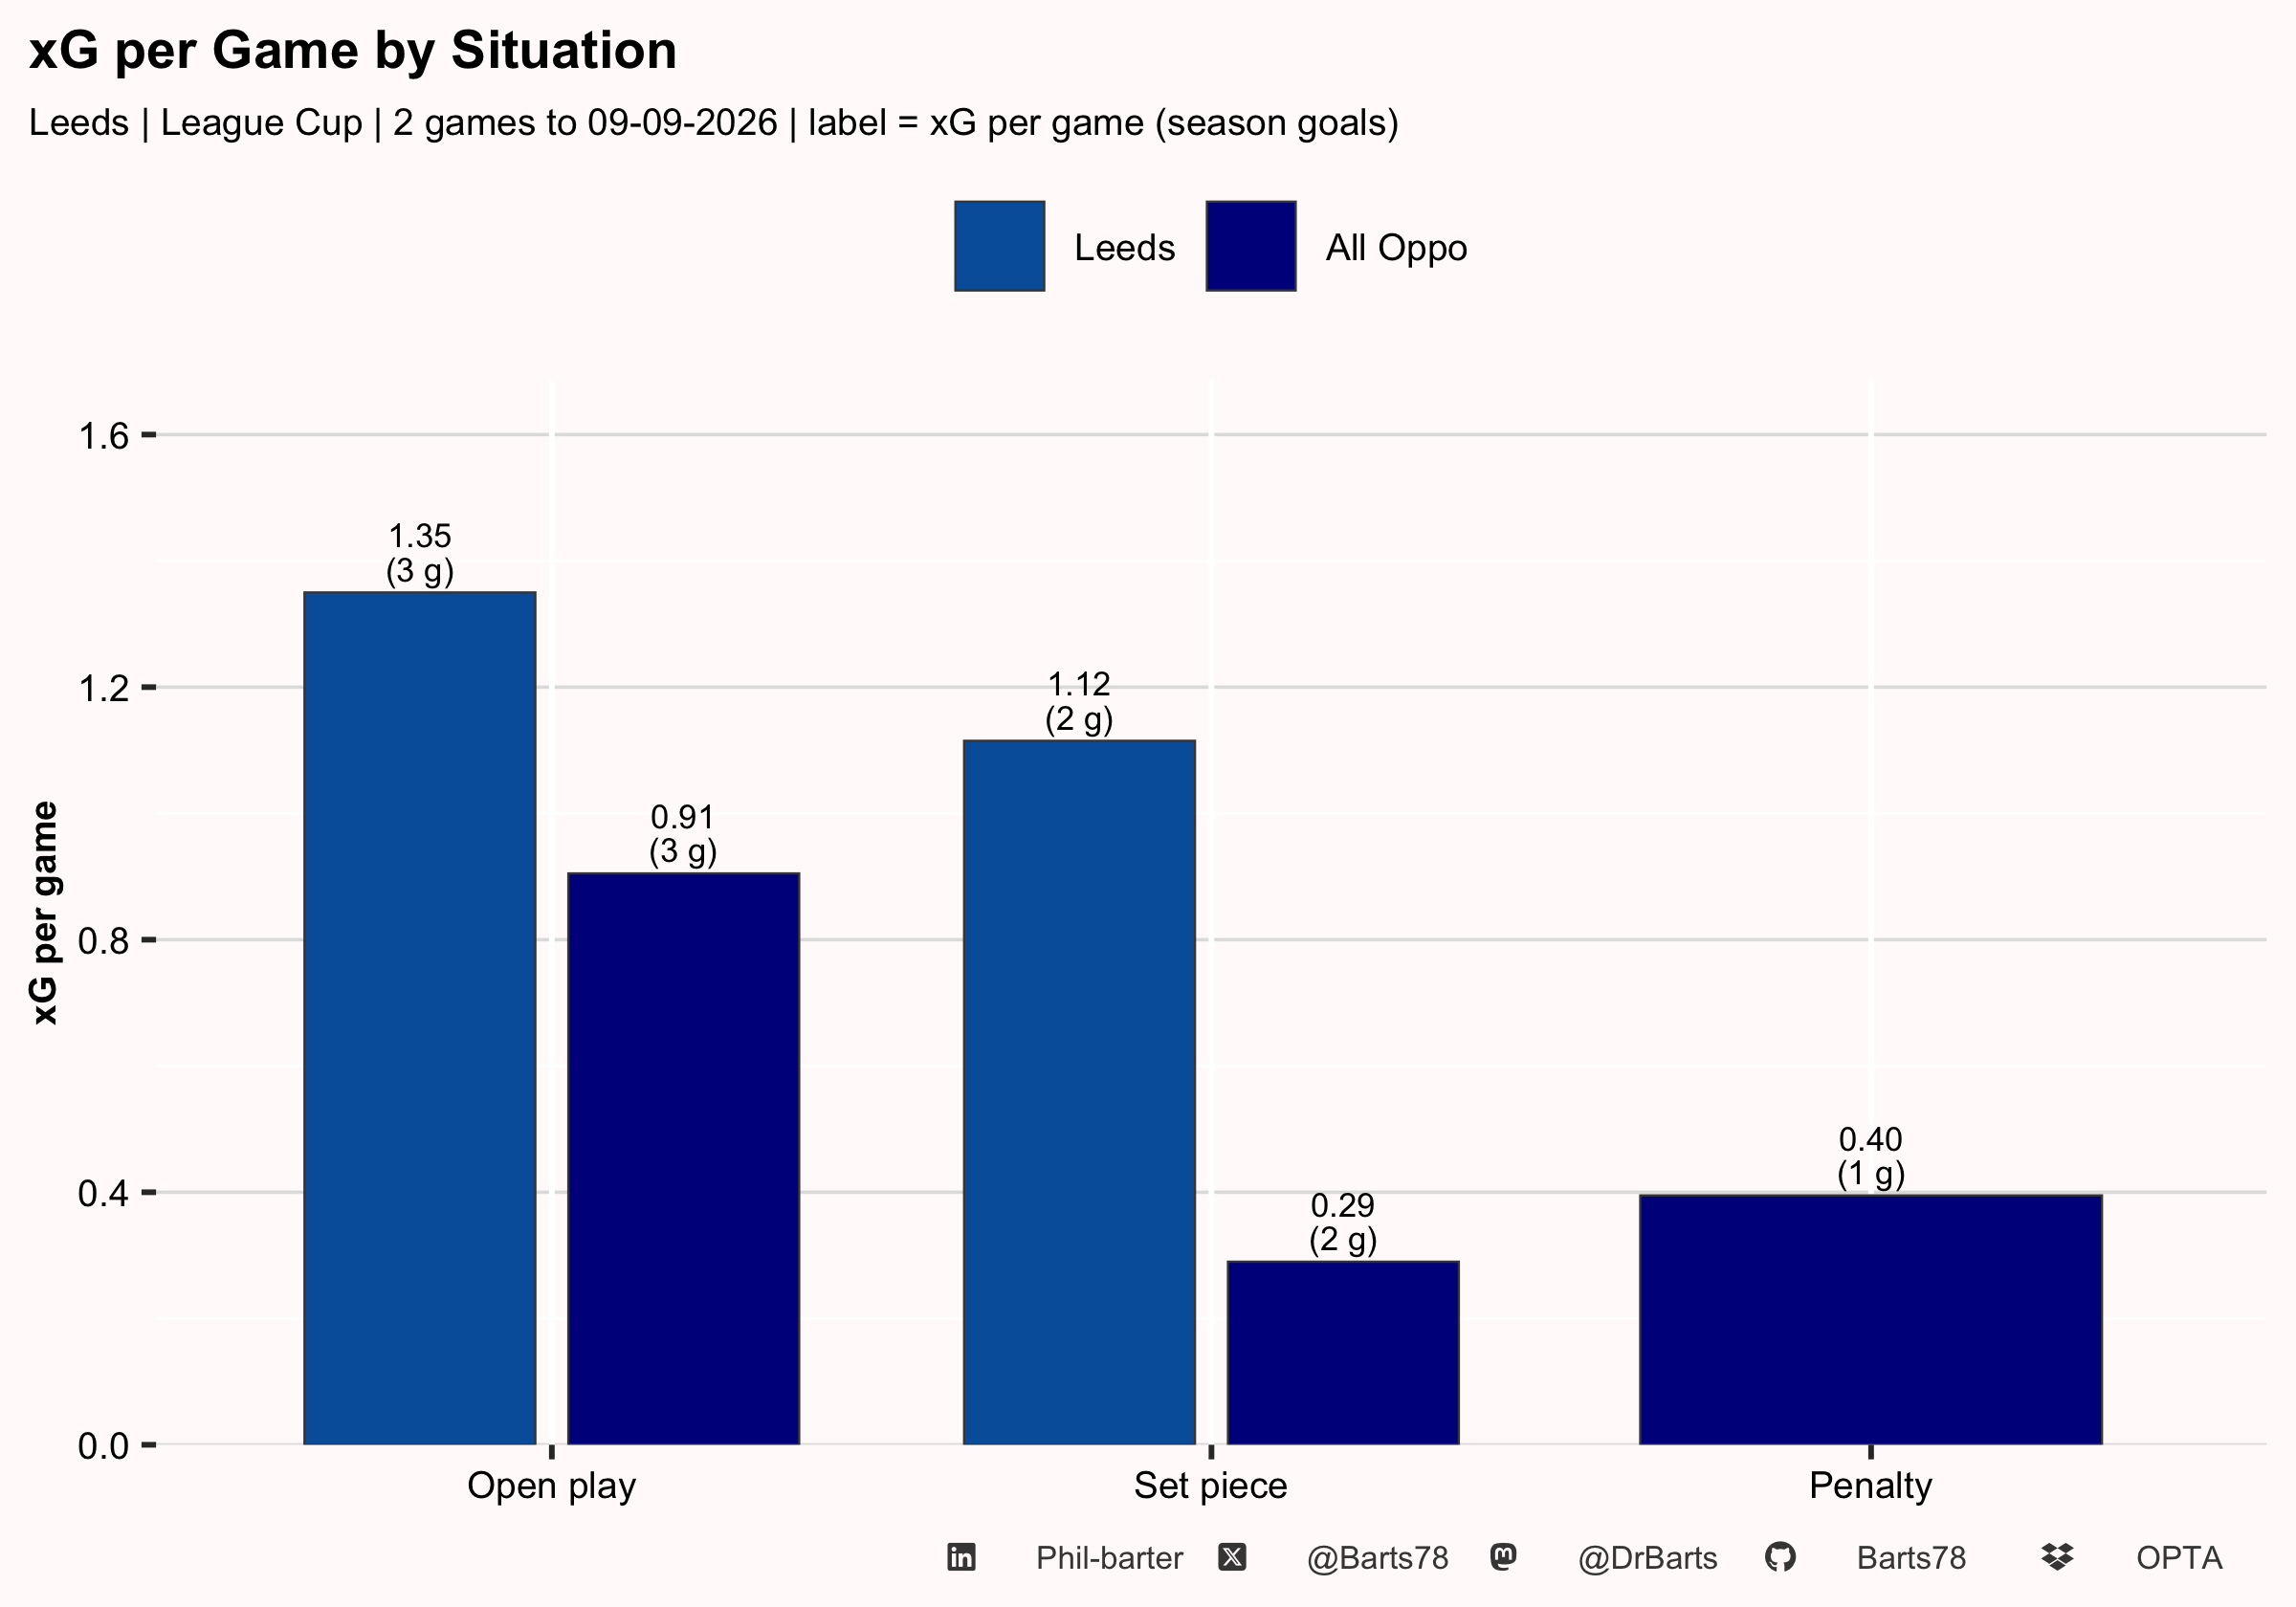 xG per Game by Situation
Leeds | League Cup | 2 games to 09-09-2026 | label = xG per game (season goals)
Leeds
All Oppo
xG per game
1.6
1.2
0.8
0.4
0.0
1.35
(3 g)
0.91
(3 g)
1.12
(2 g)
0.29
(2 g)
0.40
(1 g)
Open play
Set piece
Penalty
Phil-barter @Barts78 @DrBarts Barts78 OPTA